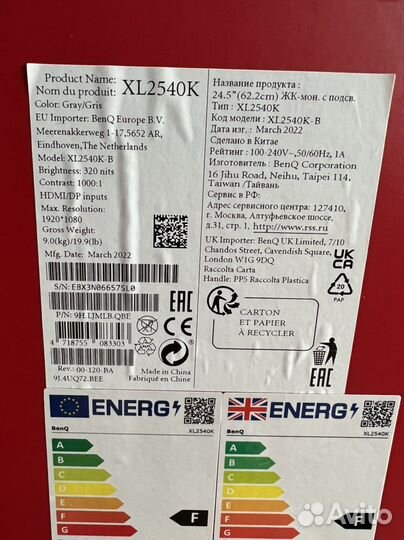 Product Name:
Nom du produit: XL2540K
Color: Gray/Gris
EU Importer: BenQ Europe B.V.
Meerenakkerweg 1-17,5652 AR,
Eindhoven,The Netherlands
Model: XL2540K-B
Brightness: 320 nits
Contrast: 1000:1
HDMI/DP inputs
Max. Resolution:
1920*1080
Gross Weight:
9.0(kg)/19.9(lb)
Mfg. Date: March 2022
S/N: EBX3N06657SL0
P/N: 9H.LJMLB.QBE
4 718755 083303
Rev.: 00-120-BA
9J.4UQ72.BEE
Made in China
Fabriqué en Chine
EAC
CE
Название продукта :
24.5"(62.2cm) ЖК-мон. с подсв.
Тип : XL2540K
Код модели : XL2540K-B
Дата изг. : March 2022
Сделано в Китае
Рейтинг : 100-240V~,50/60Hz, 1A
Изготовитель : BenQ Corporation
16 Jihu Road, Neihu, Taipei 114,
Taiwan /Тайвань
Сервис в РФ:
Адрес сервисного центра: 127410,
г. Москва, Алтуфьевское шоссе,
д.31, стр. 1, http://www.rss.ru
UK Importer: BenQ UK Limited, 7/10
Chandos Street, Cavendish Square,
London W1G 9DQ
Raccolta Carta
Handle: PP5 Raccolta Plastica
UK
CA
20
PAP
CARTON
ET PAPIER
À RECYCLER
EAC
ENERG
BenQ XL2540K
A
B
C
D
E
F
G
F
ENERG
BenQ XL2540K
A
B
C
D
E
F
G
F
Avito